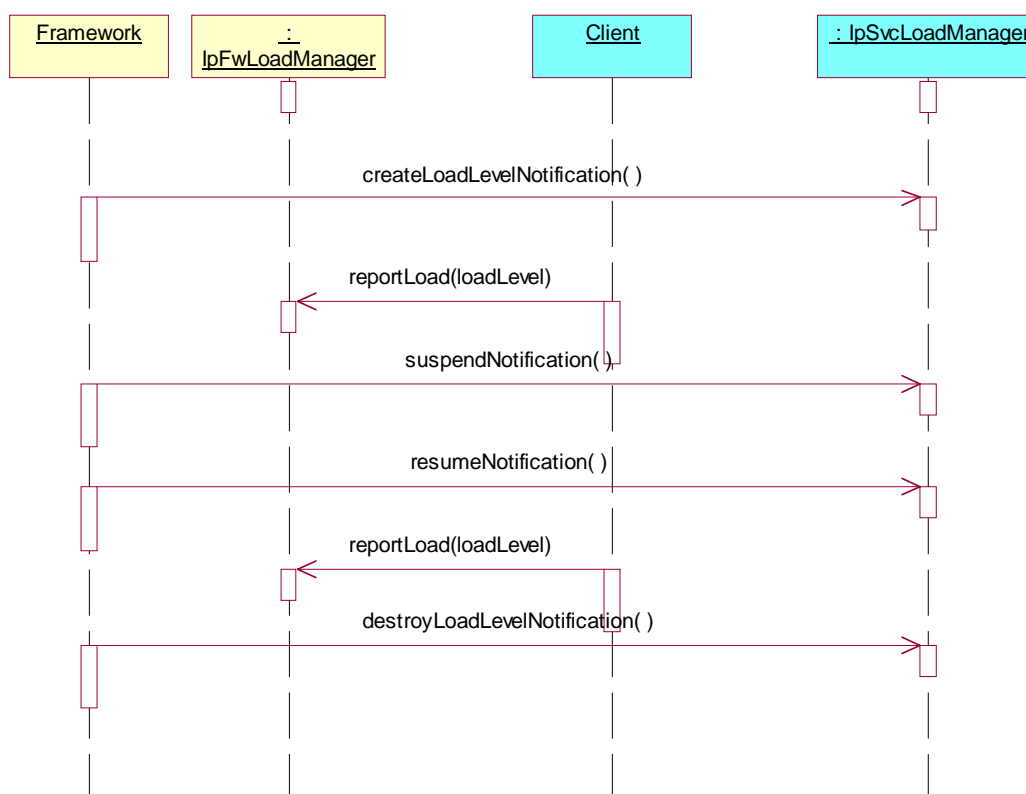 Framework
:
IpFwLoadManager
Client
: IpSvcLoadManager
createLoadLevelNotification( )
reportLoad(loadLevel)
suspendNotification( )
resumeNotification( )
reportLoad(loadLevel)
destroyLoadLevelNotification( )